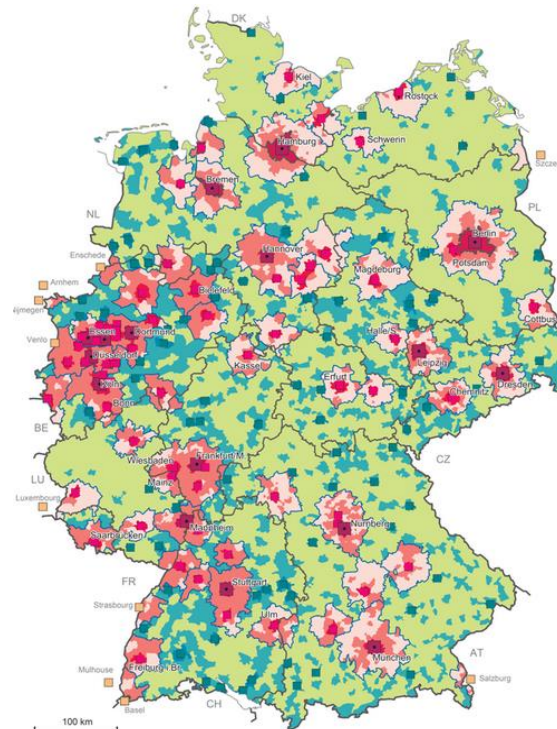 DK
Kiel
Rostock
Hamburg
Schwerin
Szcze
Bremen
NL
PL
Berlin
Hannover
Potsdam
Enschede
Magdeburg
Bielefeld
Arnhem
Nijmegen
Cottbus
Essen
Dortmund
Halle/S.
Venlo
Leipzig
Düsseldorf
Kassel
Dresden
Erfurt
Chemnitz
Köln
Bonn
BE
CZ
Wiesbaden
Frankfurt/M
LU
Mainz
Luxembourg
Nürnberg
Mannheim
Saarbrücken
FR
Stuttgart
Strasbourg
Ulm
München
AT
Freiburg i.Br.
Mulhouse
Salzburg
Basel
CH
100 km